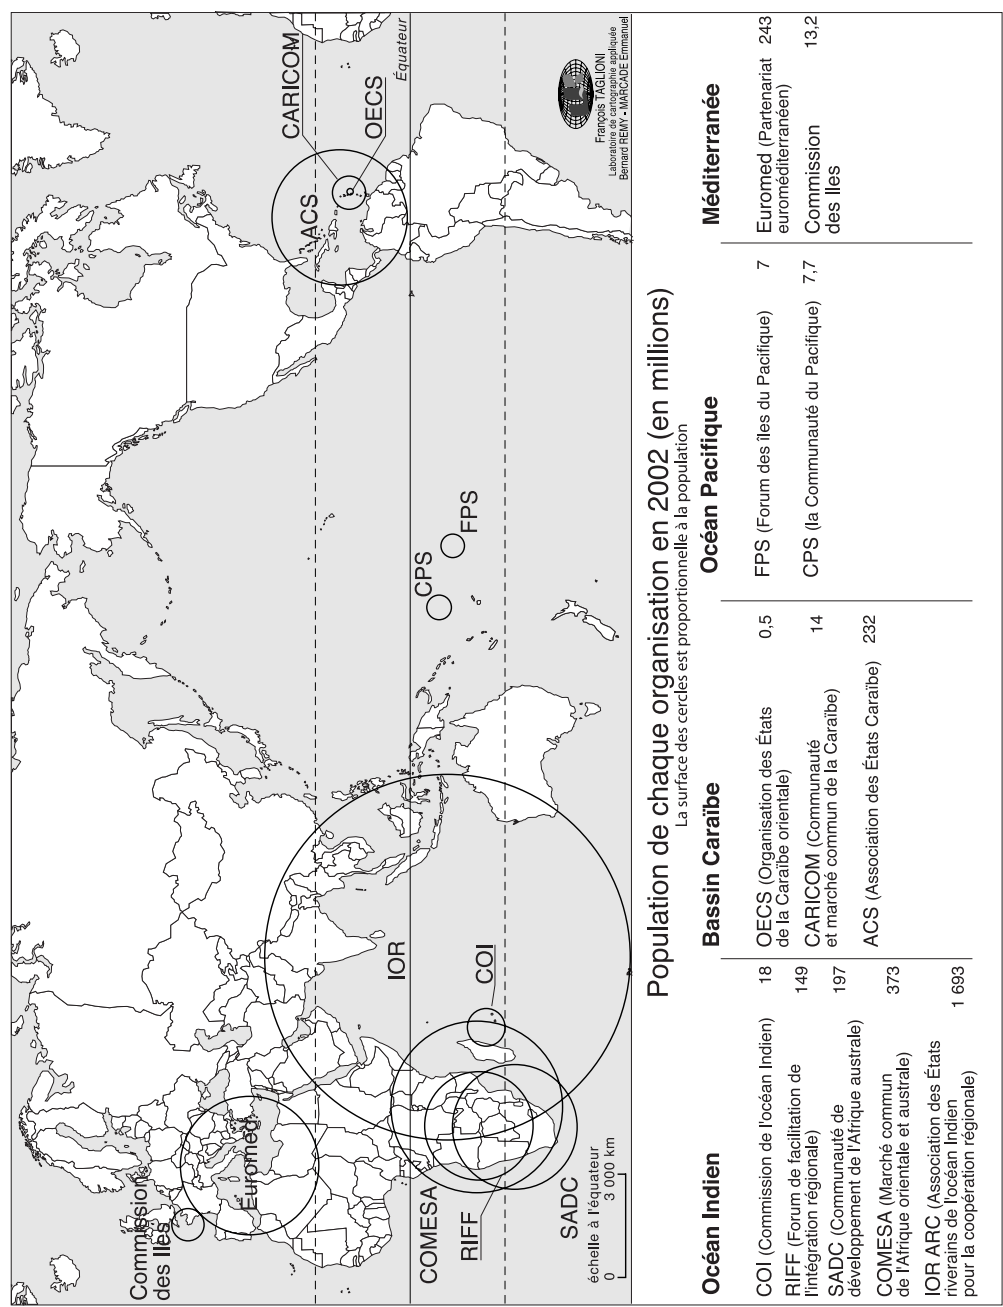 Commission
des Iles
Euromed
COMESA
RIFF
SADC
échelle à l'équateur
0 3 000 km
IOR
COI
CPS
FPS
ACS
CARICOM
OECS
Équateur
François TAGLIONI
Laboratoire de cartographie appliquée
Bernard REMY - MARCADE Emmanuel
Population de chaque organisation en 2002 (en millions)
La surface des cercles est proportionnelle à la population
Océan Indien
COI (Commission de l'océan Indien) 18
RIFF (Forum de facilitation de 149
l'intégration régionale)
SADC (Communauté de 197
développement de l'Afrique australe)
COMESA (Marché commun 373
de l'Afrique orientale et australe)
IOR ARC (Association des États
riverains de l'océan Indien 1 693
pour la coopération régionale)
Bassin Caraïbe
OECS (Organisation des États 0,5
de la Caraïbe orientale)
CARICOM (Communauté 14
et marché commun de la Caraïbe)
ACS (Association des États Caraïbe) 232
Océan Pacifique
FPS (Forum des îles du Pacifique) 7
CPS (la Communauté du Pacifique) 7,7
Méditerranée
Euromed (Partenariat 243
euroméditerranéen)
Commission 13,2
des Iles